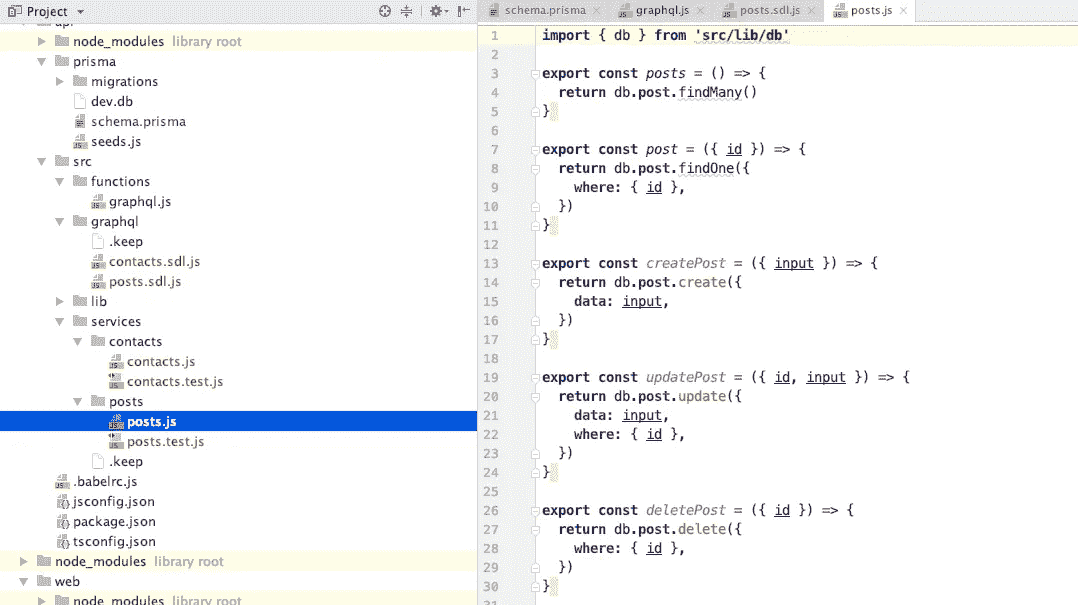 Project
schema.prisma
graphql.js
posts.sdl.js
posts.js
api
node_modules library root
prisma
migrations
dev.db
schema.prisma
seeds.js
src
functions
graphql.js
graphql
.keep
contacts.sdl.js
posts.sdl.js
lib
services
contacts
contacts.js
contacts.test.js
posts
posts.js
posts.test.js
.keep
.babelrc.js
jsconfig.json
package.json
tsconfig.json
node_modules library root
web
node_modules library root
1 import { db } from 'src/lib/db'
2
3 export const posts = () => {
4 return db.post.findMany()
5 }
6
7 export const post = ({ id }) => {
8 return db.post.findOne({
9 where: { id },
10 })
11 }
12
13 export const createPost = ({ input }) => {
14 return db.post.create({
15 data: input,
16 })
17 }
18
19 export const updatePost = ({ id, input }) => {
20 return db.post.update({
21 data: input,
22 where: { id },
23 })
24 }
25
26 export const deletePost = ({ id }) => {
27 return db.post.delete({
28 where: { id },
29 })
30 }
31